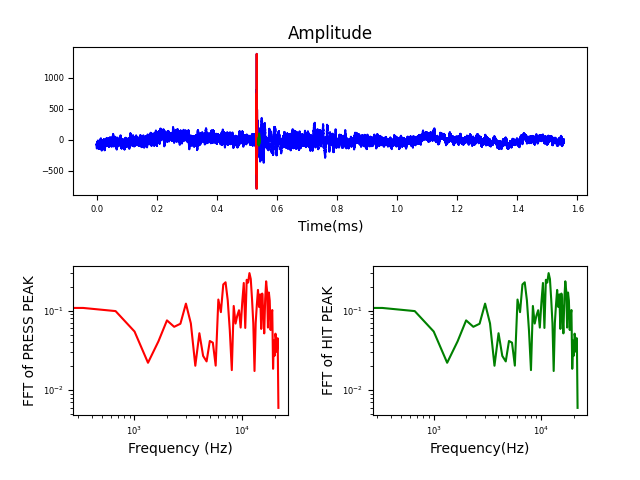 Amplitude
1000
500
0
−500
0.0 0.2 0.4 0.6 0.8 1.0 1.2 1.4 1.6
Time(ms)
FFT of PRESS PEAK
10⁻¹
10⁻²
10³ 10⁴
Frequency (Hz)
FFT of HIT PEAK
10⁻¹
10⁻²
10³ 10⁴
Frequency(Hz)